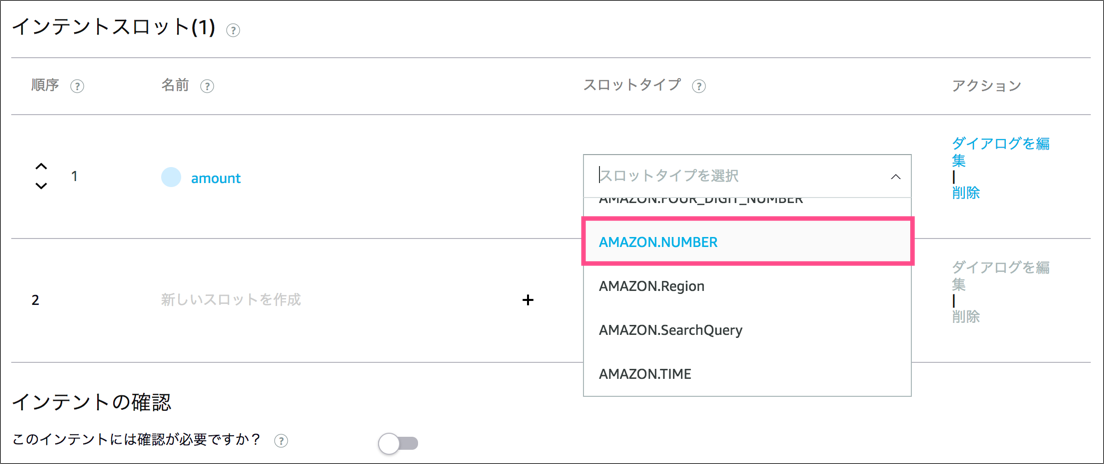 インテントスロット(1) ?
順序 ? 名前 ? スロットタイプ ? アクション
1 amount スロットタイプを選択 ダイアログを編
集
|
削除
AMAZON.FOUR_DIGIT_NUMBER
AMAZON.NUMBER
2 新しいスロットを作成 + ダイアログを編
集
|
削除
AMAZON.Region
AMAZON.SearchQuery
AMAZON.TIME
インテントの確認
このインテントには確認が必要ですか？ ?